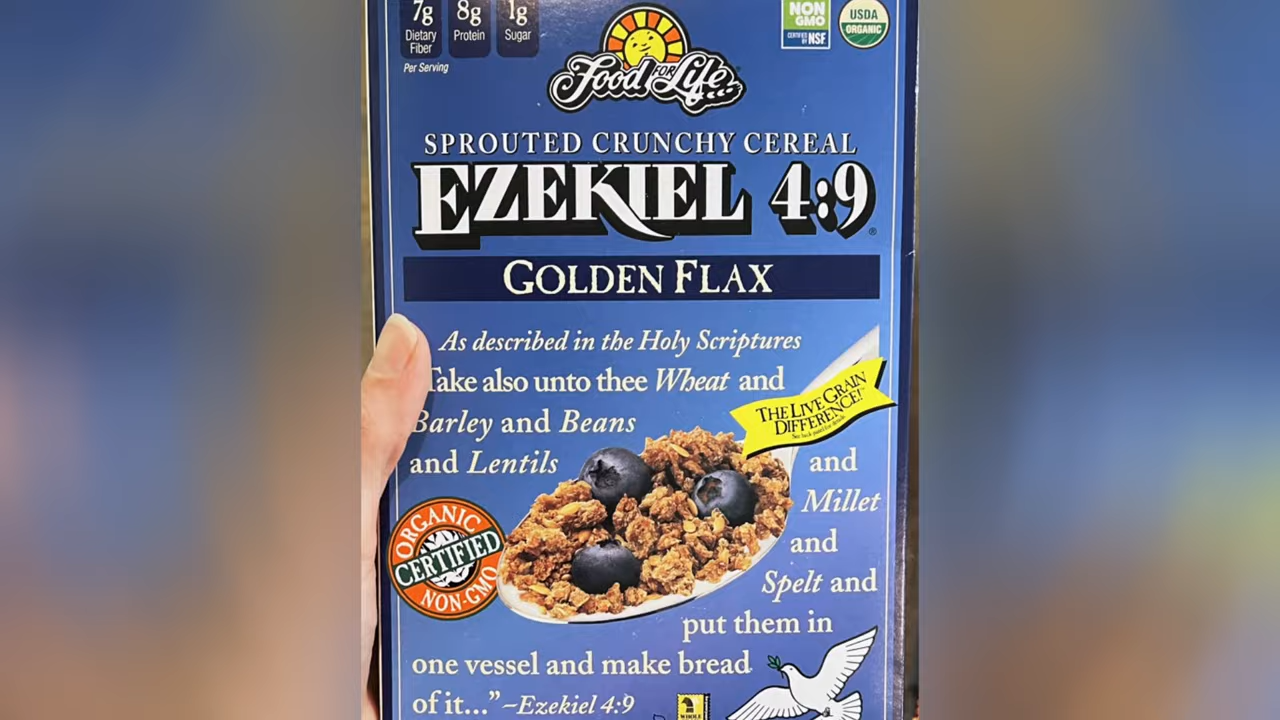 7g 8g 1g
Dietary Fiber Protein Sugar
Per Serving
NON GMO
CERTIFIED BY NSF
USDA
ORGANIC
Food FOR Life
SPROUTED CRUNCHY CEREAL
EZEKIEL 4:9®
GOLDEN FLAX
As described in the Holy Scriptures
Take also unto thee Wheat and
Barley and Beans
and Lentils
THE LIVE GRAIN
DIFFERENCE!™
and
Millet
and
Spelt and
put them in
one vessel and make bread
of it..." –Ezekiel 4:9
ORGANIC
CERTIFIED
NON-GMO
WHOLE